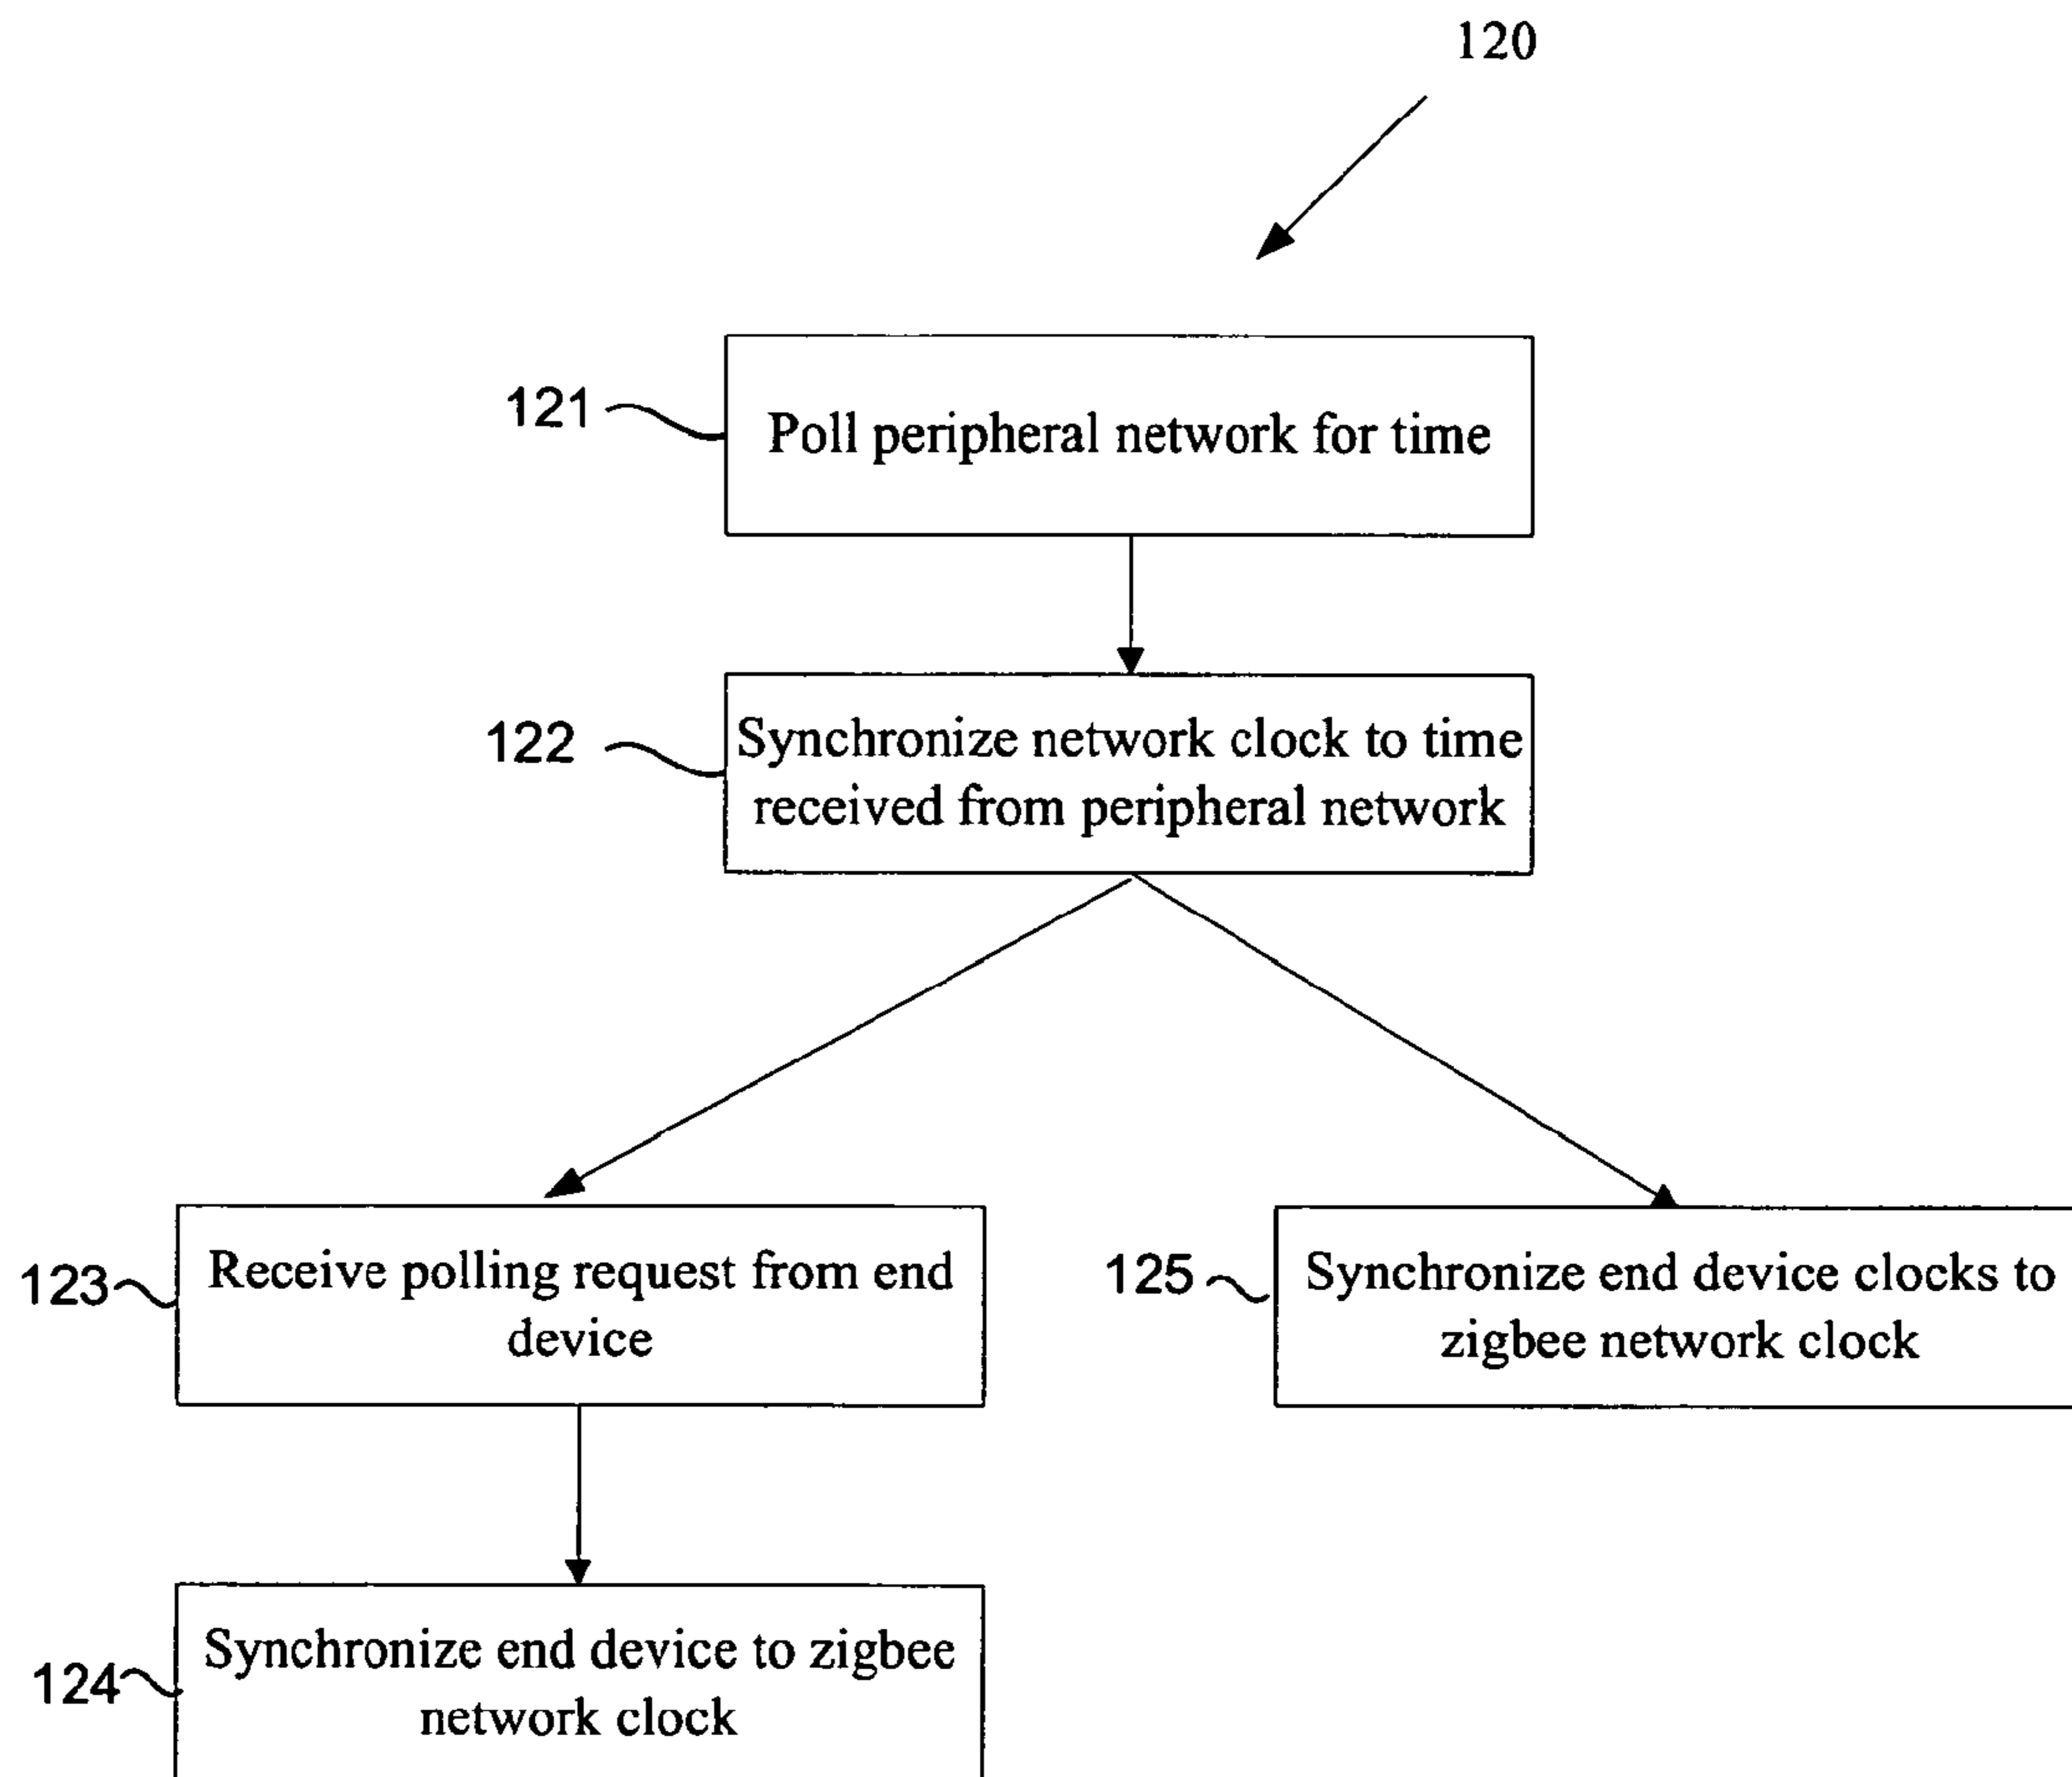 120
121
Poll peripheral network for time
122
Synchronize network clock to time
received from peripheral network
123
Receive polling request from end
device
125
Synchronize end device clocks to
zigbee network clock
124
Synchronize end device to zigbee
network clock